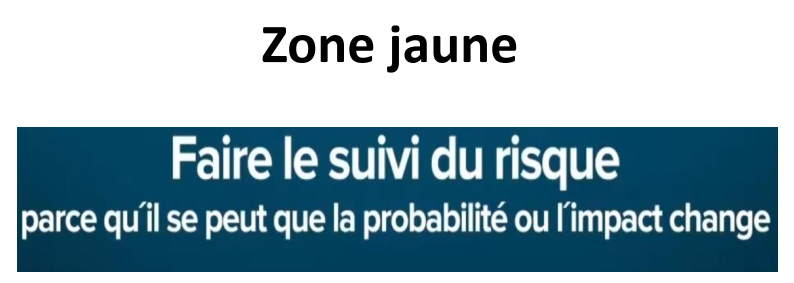 Zone jaune
Faire le suivi du risque
parce qu´il se peut que la probabilité ou l´impact change